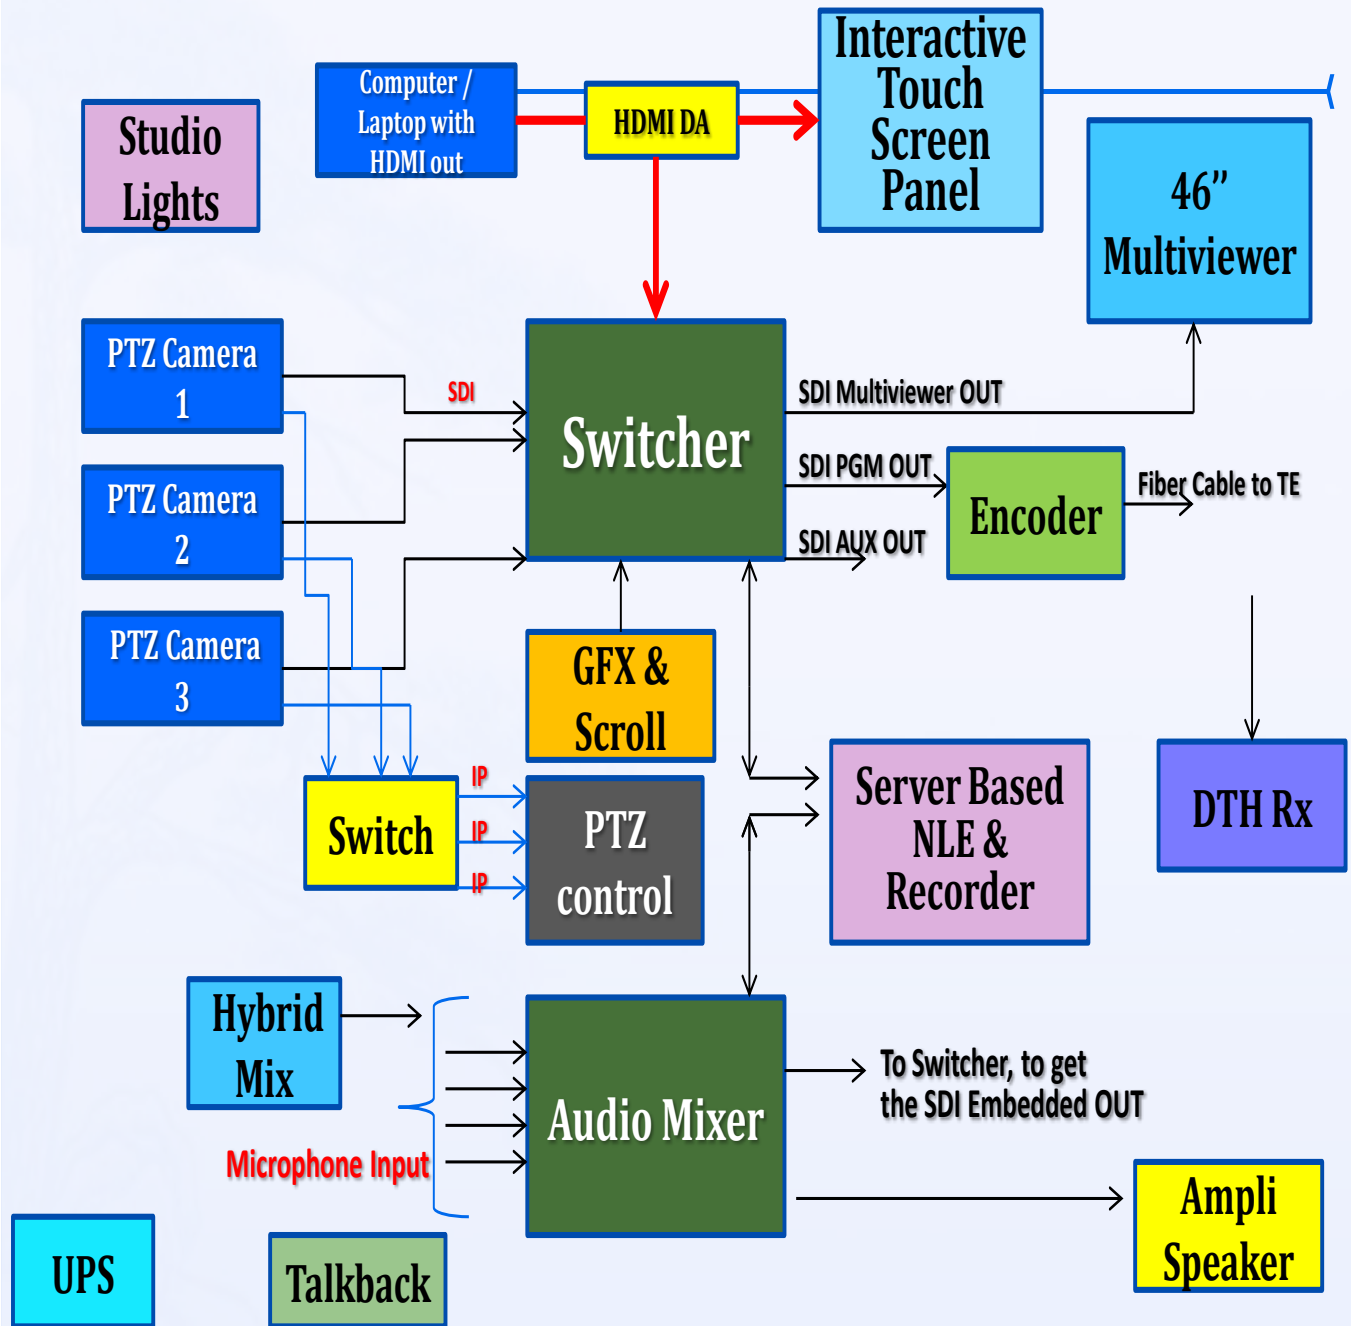 Interactive
Touch
Screen
Panel
Computer /
Laptop with
HDMI out
HDMI DA
Studio
Lights
46”
Multiviewer
PTZ Camera
1
SDI
Switcher
SDI Multiviewer OUT
SDI PGM OUT
SDI AUX OUT
Encoder
Fiber Cable to TE
PTZ Camera
2
PTZ Camera
3
GFX &
Scroll
Switch
IP
IP
IP
PTZ
control
Server Based
NLE &
Recorder
DTH Rx
Hybrid
Mix
Microphone Input
Audio Mixer
To Switcher, to get
the SDI Embedded OUT
Ampli
Speaker
UPS
Talkback